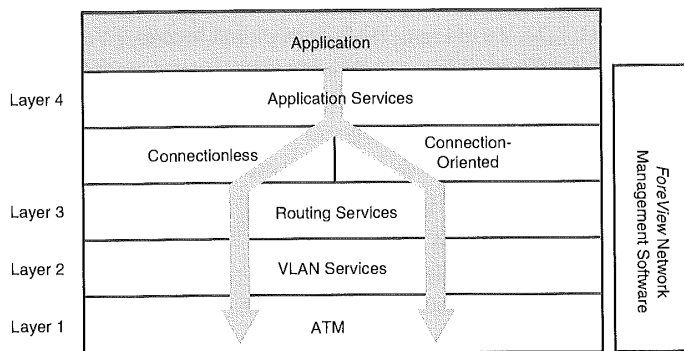 Application
Layer 4
Application Services
Connectionless
Connection-
Oriented
Layer 3
Routing Services
Layer 2
VLAN Services
Layer 1
ATM
ForeView Network
Management Software